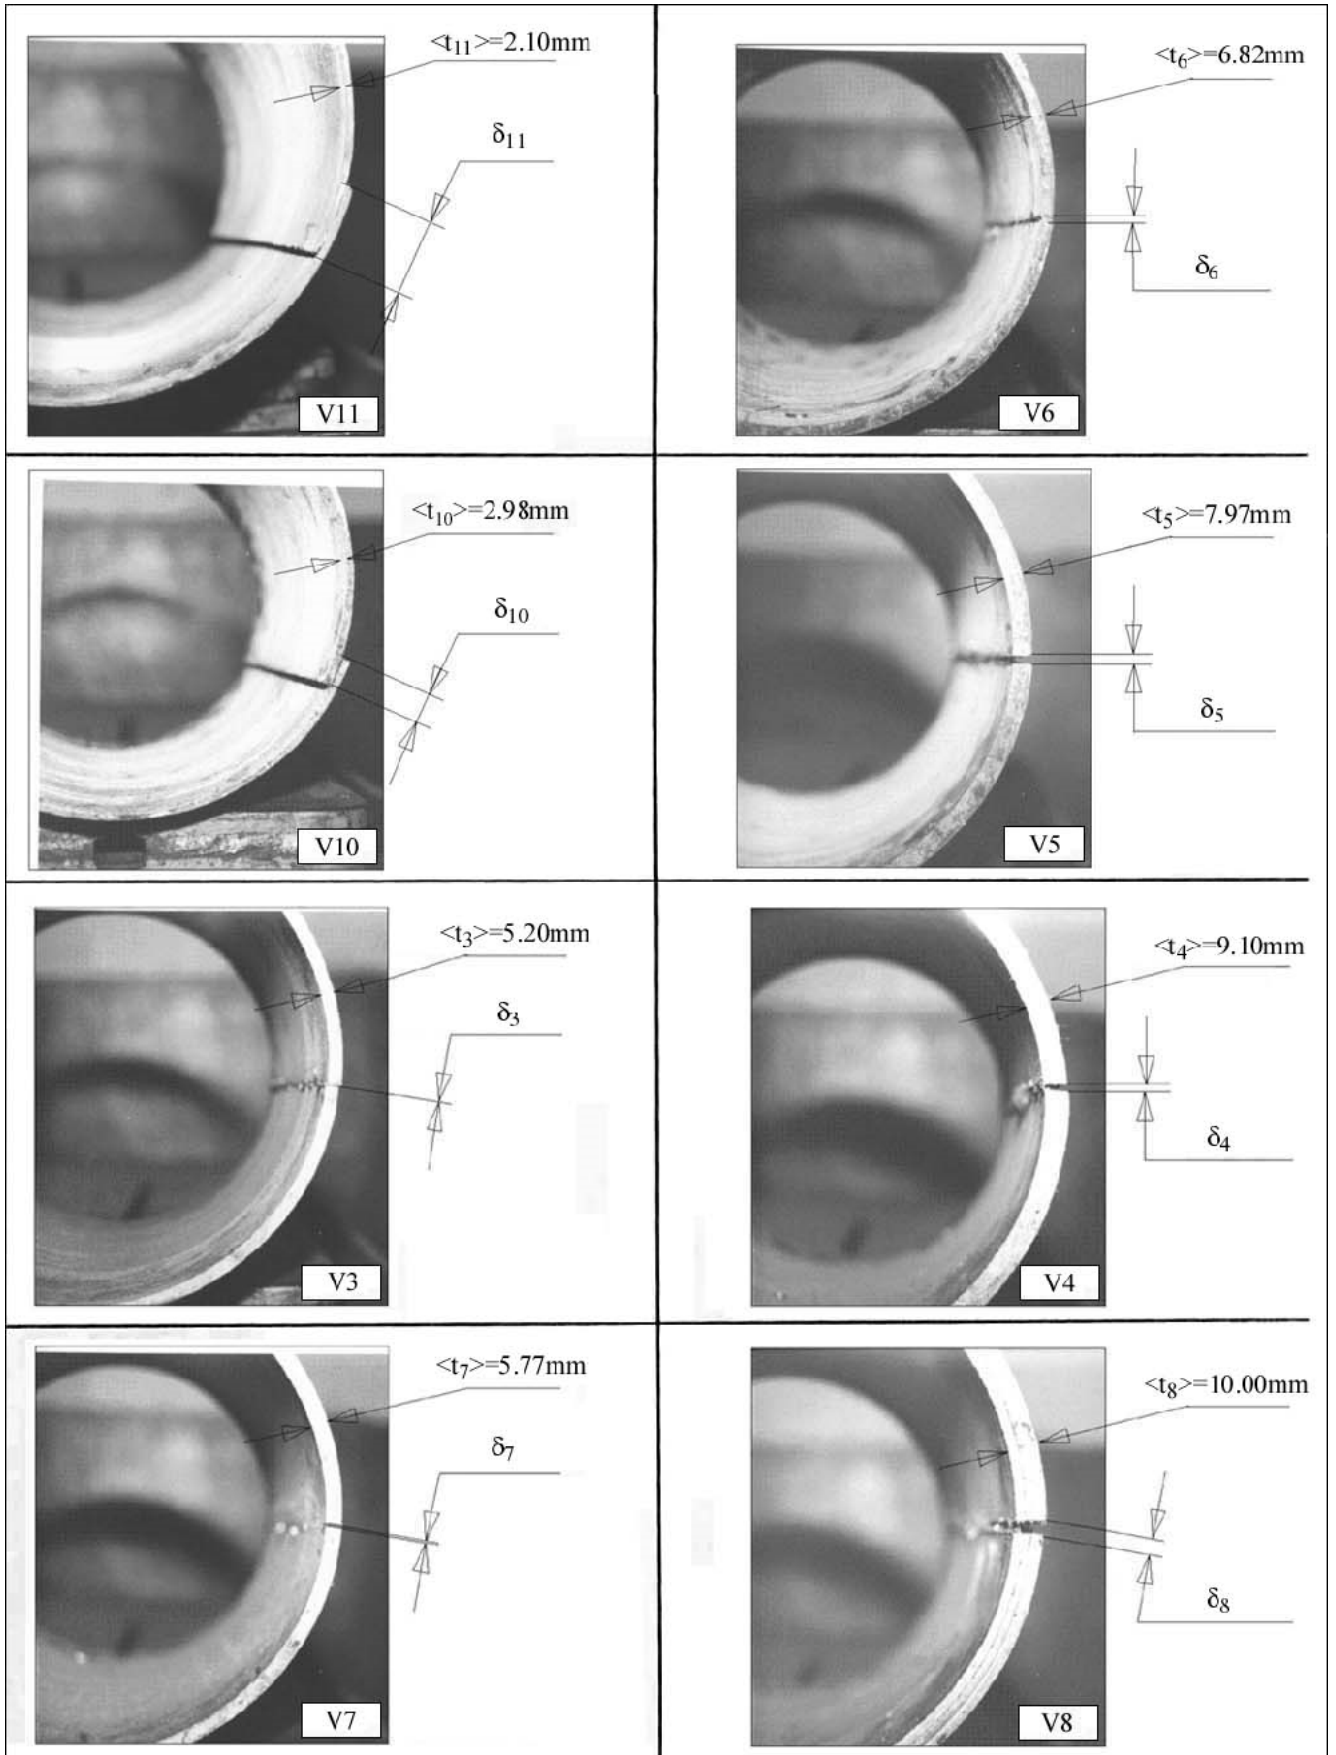 <t11>=2.10mm
δ11
V11
<t6>=6.82mm
δ6
V6
<t10>=2.98mm
δ10
V10
<t5>=7.97mm
δ5
V5
<t3>=5.20mm
δ3
V3
<t4>=9.10mm
δ4
V4
<t7>=5.77mm
δ7
V7
<t8>=10.00mm
δ8
V8